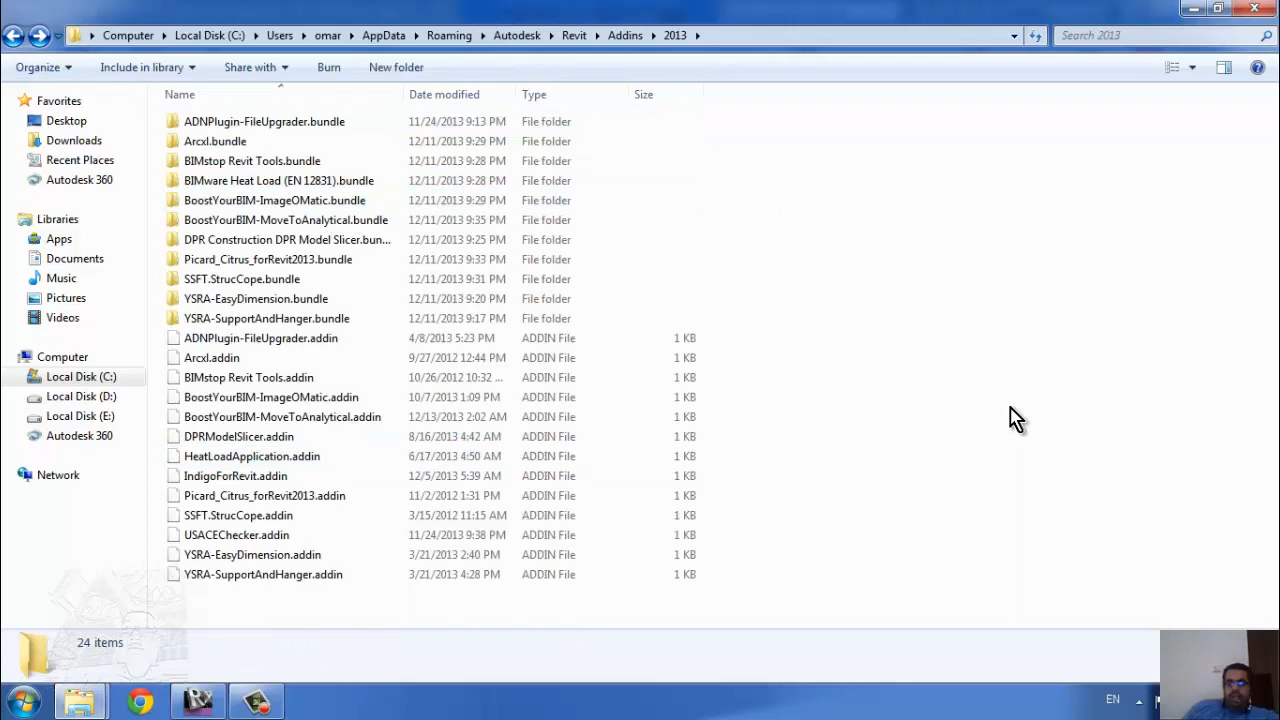 Computer Local Disk (C:) Users omar AppData Roaming Autodesk Revit Addins 2013 Search 2013
Organize Include in library Share with Burn New folder
Name Date modified Type Size
Favorites
Desktop
Downloads
Recent Places
Autodesk 360
Libraries
Apps
Documents
Music
Pictures
Videos
Computer
Local Disk (C:)
Local Disk (D:)
Local Disk (E:)
Autodesk 360
Network
ADNPlugin-FileUpgrader.bundle 11/24/2013 9:13 PM File folder
Arcxl.bundle 12/11/2013 9:29 PM File folder
BIMstop Revit Tools.bundle 12/11/2013 9:28 PM File folder
BIMware Heat Load (EN 12831).bundle 12/11/2013 9:28 PM File folder
BoostYourBIM-ImageOMatic.bundle 12/11/2013 9:29 PM File folder
BoostYourBIM-MoveToAnalytical.bundle 12/11/2013 9:35 PM File folder
DPR Construction DPR Model Slicer.bun... 12/11/2013 9:25 PM File folder
Picard_Citrus_forRevit2013.bundle 12/11/2013 9:33 PM File folder
SSFT.StrucCope.bundle 12/11/2013 9:31 PM File folder
YSRA-EasyDimension.bundle 12/11/2013 9:20 PM File folder
YSRA-SupportAndHanger.bundle 12/11/2013 9:17 PM File folder
ADNPlugin-FileUpgrader.addin 4/8/2013 5:23 PM ADDIN File 1 KB
Arcxl.addin 9/27/2012 12:44 PM ADDIN File 1 KB
BIMstop Revit Tools.addin 10/26/2012 10:32 ... ADDIN File 1 KB
BoostYourBIM-ImageOMatic.addin 10/7/2013 1:09 PM ADDIN File 1 KB
BoostYourBIM-MoveToAnalytical.addin 12/13/2013 2:02 AM ADDIN File 1 KB
DPRModelSlicer.addin 8/16/2013 4:42 AM ADDIN File 1 KB
HeatLoadApplication.addin 6/17/2013 4:50 AM ADDIN File 1 KB
IndigoForRevit.addin 12/5/2013 5:39 AM ADDIN File 1 KB
Picard_Citrus_forRevit2013.addin 11/2/2012 1:31 PM ADDIN File 1 KB
SSFT.StrucCope.addin 3/15/2012 11:15 AM ADDIN File 1 KB
USACEChecker.addin 11/24/2013 9:38 PM ADDIN File 1 KB
YSRA-EasyDimension.addin 3/21/2013 2:40 PM ADDIN File 1 KB
YSRA-SupportAndHanger.addin 3/21/2013 4:28 PM ADDIN File 1 KB
24 items
EN